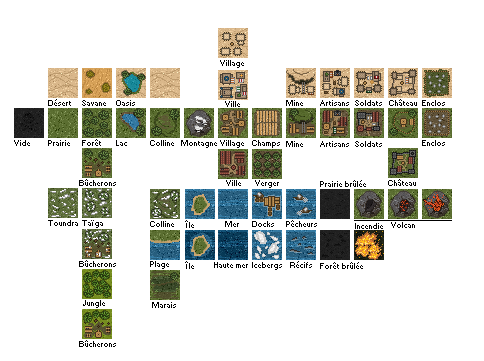 Village
Désert Savane Oasis Ville Mine Artisans Soldats Château Enclos
Vide Prairie Forêt Lac Colline Montagne Village Champs Mine Artisans Soldats Enclos
Bûcherons Ville Verger Prairie brûlée Château
Toundra Taïga Colline Île Mer Docks Pêcheurs Incendie Volcan
Bûcherons Plage Île Haute mer Icebergs Récifs Forêt brûlée
Jungle Marais
Bûcherons